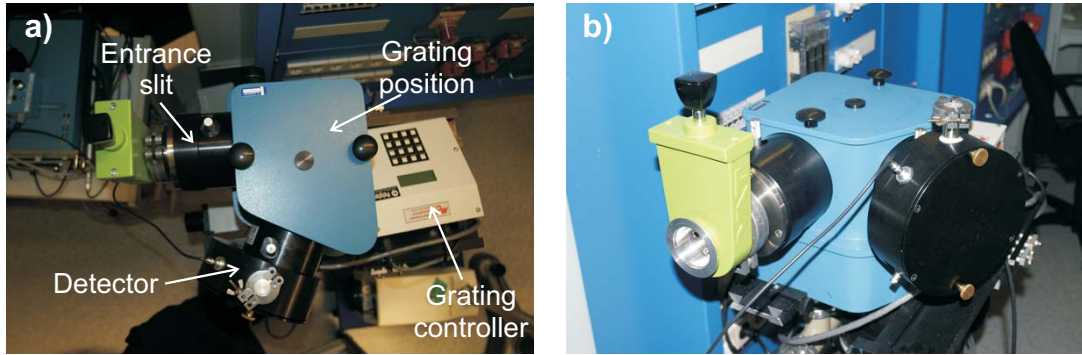 a)
Entrance
slit
Grating
position
Detector
Grating
controller
b)